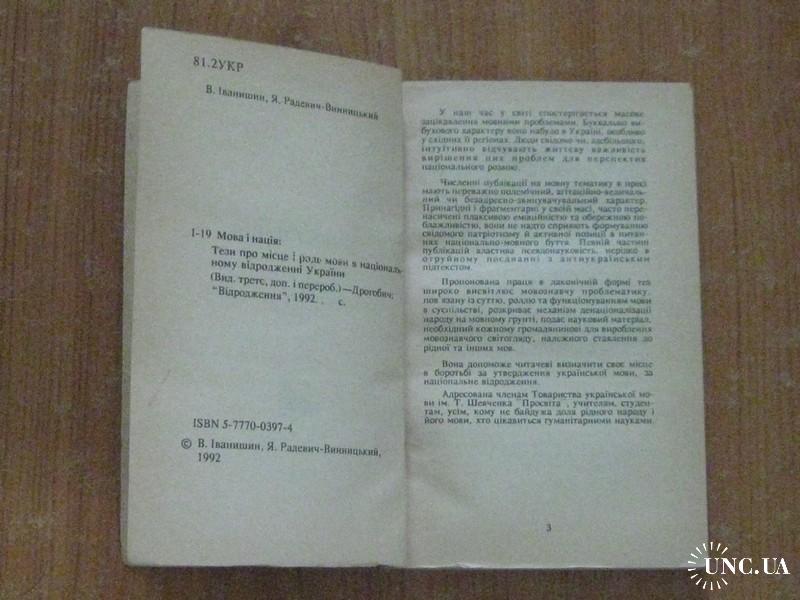 81.2УКР
В. Іванишин, Я. Радевич-Винницький
І-19 Мова і нація:
Тези про місце і роль мови в національ-
ному відродженні України
(Вид. третє, доп. і перероб.)—Дрогобич:
"Відродження", 1992. с.
ISBN 5-7770-0397-4
© В. Іванишин, Я. Радевич-Винницький,
1992
У наш час у світі спостерігається масове
зацікавлення мовними проблемами. Буквально ви-
бухового характеру воно набуло в Україні, особливо
у східних її регіонах. Люди свідомо чи, здебільшого,
інтуїтивно відчувають життєву важливість
вирішення цих проблем для перспектив
національного розвою.
Численні публікації на мовну тематику в пресі
мають переважно полемічний, агітаційно-величаль-
ний чи безадресно-звинувачувальний характер.
Принагідні і фрагментарні у своїй масі, часто пере-
насичені плаксивою емоційністю та обережною по-
блажливістю, вони не надто сприяють формуванню
свідомого патріотизму й активної позиції в питан-
нях національно-мовного буття. Певній частині
публікацій властива псевдонауковість, нерідко в
отруйному поєднанні з антиукраїнським
підтекстом.
Пропонована праця в лаконічній формі тез
широко висвітлює мовознавчу проблематику,
пов'язану із суттю, роллю та функціонуванням мови
в суспільстві, розкриває механізм денаціоналізації
народу на мовному грунті, подає науковий матеріал,
необхідний кожному громадянинові для вироблення
мовознавчого світогляду, належного ставлення до
рідної та інших мов.
Вона допоможе читачеві визначити своє місце
в боротьбі за утвердження української мови, за
національне відродження.
Адресована членам Товариства української мо-
ви ім. Т. Шевченка "Просвіта", учителям, студен-
там, усім, кому не байдужа доля рідного народу і
його мови, хто цікавиться гуманітарними науками.
3
UNC.UA